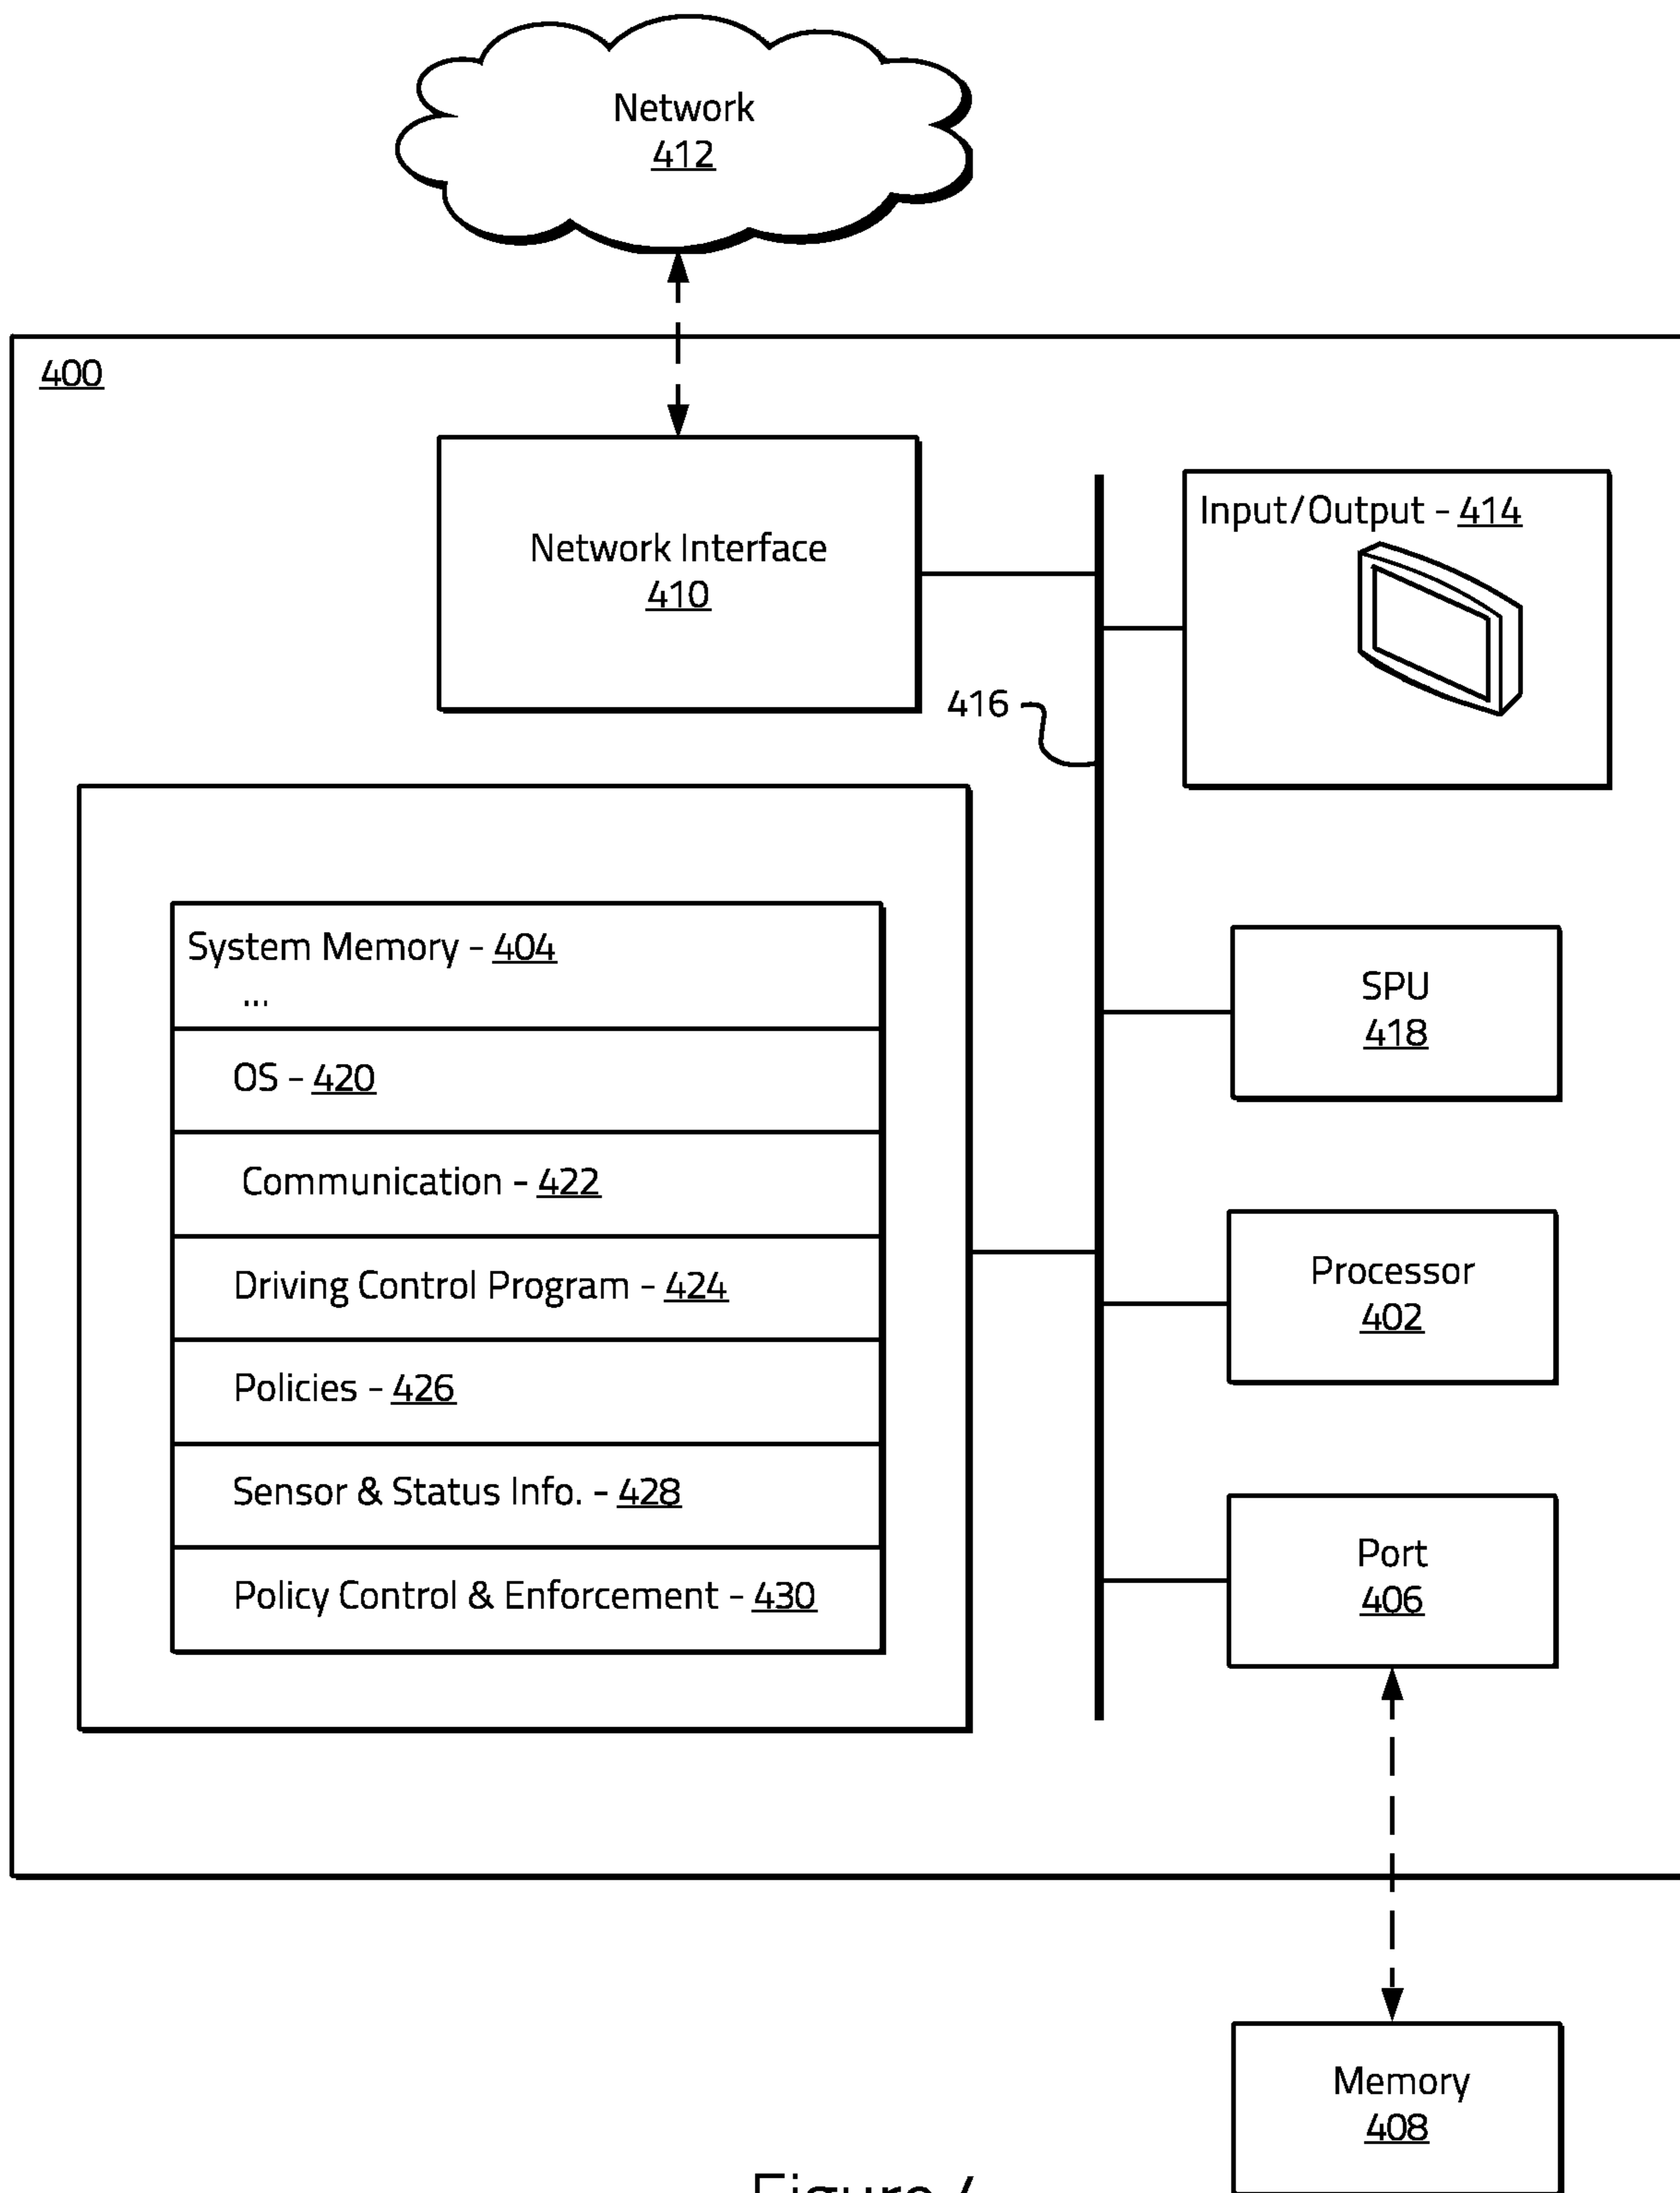 Network
412
400
Network Interface
410
Input/Output - 414
416
System Memory - 404
...
OS - 420
Communication - 422
Driving Control Program - 424
Policies - 426
Sensor & Status Info. - 428
Policy Control & Enforcement - 430
SPU
418
Processor
402
Port
406
Memory
408
Figure 4